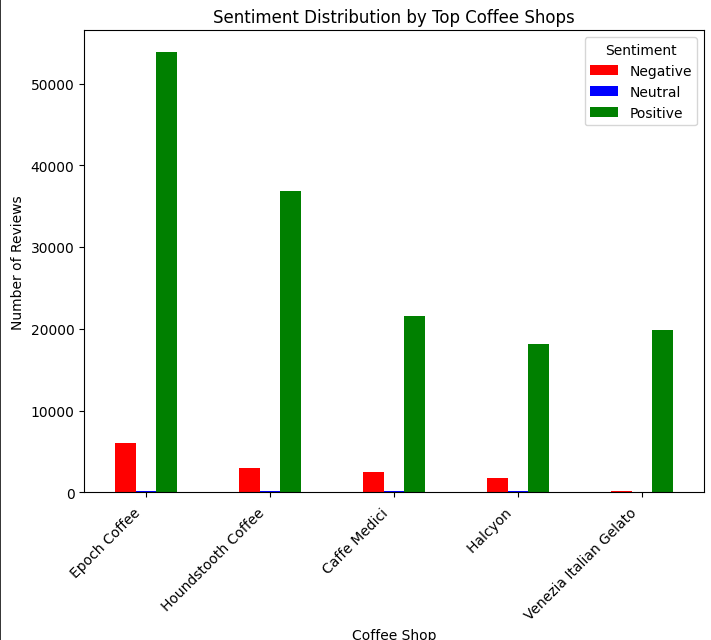 Sentiment Distribution by Top Coffee Shops
Sentiment
Negative
Neutral
Positive
Number of Reviews
50000
40000
30000
20000
10000
0
Epoch Coffee
Houndstooth Coffee
Caffe Medici
Halcyon
Venezia Italian Gelato
Coffee Shop